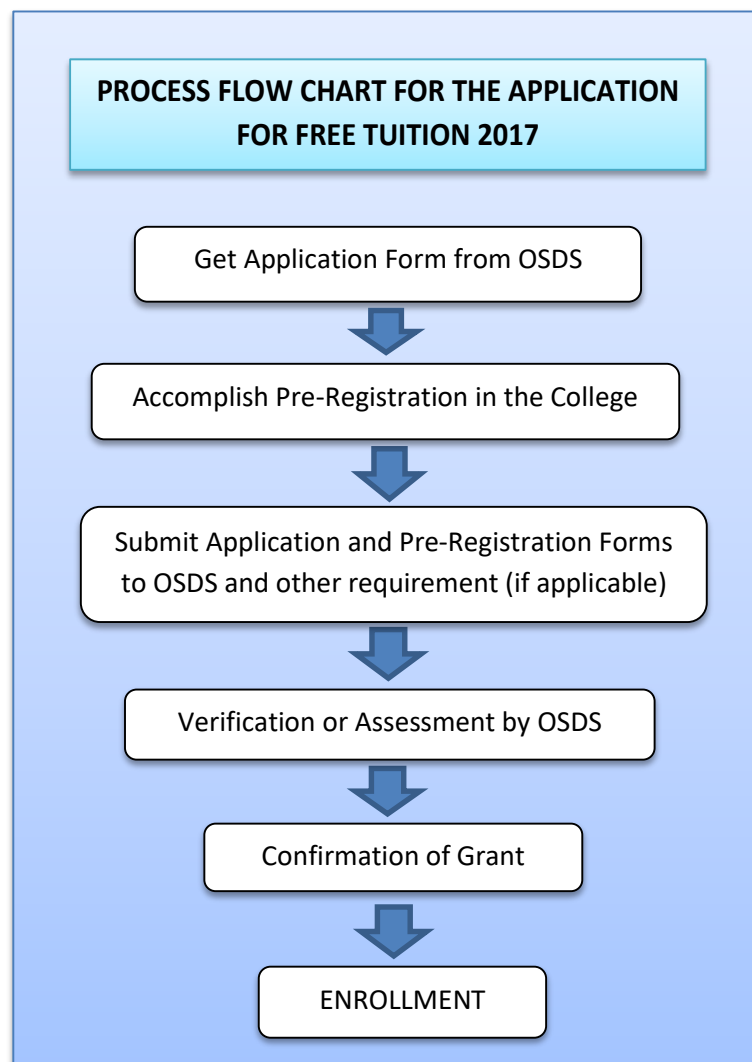 PROCESS FLOW CHART FOR THE APPLICATION
FOR FREE TUITION 2017
Get Application Form from OSDS
Accomplish Pre-Registration in the College
Submit Application and Pre-Registration Forms
to OSDS and other requirement (if applicable)
Verification or Assessment by OSDS
Confirmation of Grant
ENROLLMENT